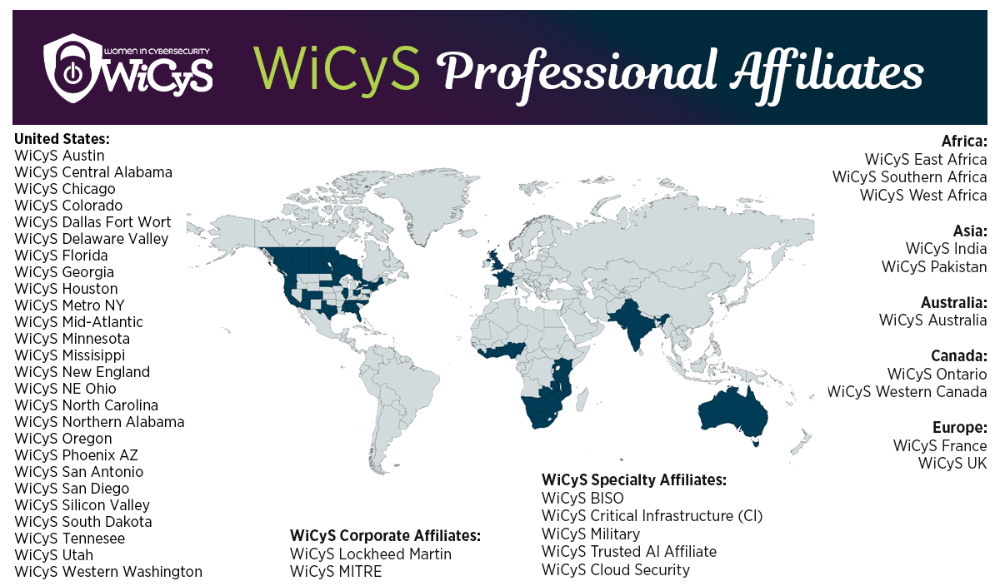 WOMEN IN CYBERSECURITY
WiCyS
WiCyS Professional Affiliates
United States:
WiCyS Austin
WiCyS Central Alabama
WiCyS Chicago
WiCyS Colorado
WiCyS Dallas Fort Wort
WiCyS Delaware Valley
WiCyS Florida
WiCyS Georgia
WiCyS Houston
WiCyS Metro NY
WiCyS Mid-Atlantic
WiCyS Minnesota
WiCyS Missisippi
WiCyS New England
WiCyS NE Ohio
WiCyS North Carolina
WiCyS Northern Alabama
WiCyS Oregon
WiCyS Phoenix AZ
WiCyS San Antonio
WiCyS San Diego
WiCyS Silicon Valley
WiCyS South Dakota
WiCyS Tennesee
WiCyS Utah
WiCyS Western Washington
WiCyS Corporate Affiliates:
WiCyS Lockheed Martin
WiCyS MITRE
WiCyS Specialty Affiliates:
WiCyS BISO
WiCyS Critical Infrastructure (CI)
WiCyS Military
WiCyS Trusted AI Affiliate
WiCyS Cloud Security
Africa:
WiCyS East Africa
WiCyS Southern Africa
WiCyS West Africa
Asia:
WiCyS India
WiCyS Pakistan
Australia:
WiCyS Australia
Canada:
WiCyS Ontario
WiCyS Western Canada
Europe:
WiCyS France
WiCyS UK